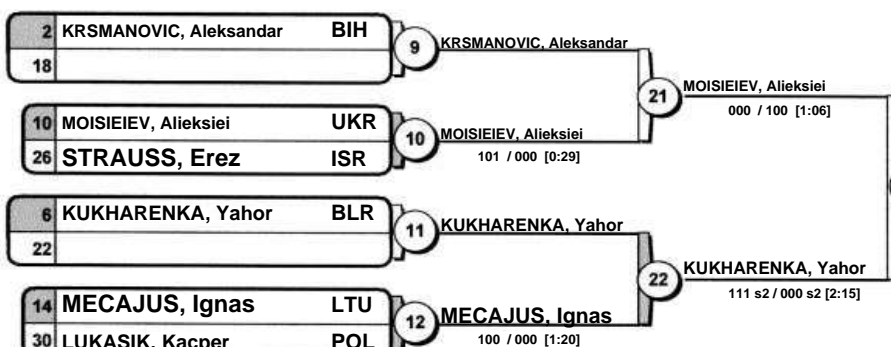 2 KRSMANOVIC, Aleksandar BIH
18
9
KRSMANOVIC, Aleksandar
10 MOISIEIEV, Alieksiei UKR
26 STRAUSS, Erez ISR
10
MOISIEIEV, Alieksiei
101 / 000 [0:29]
21
MOISIEIEV, Alieksiei
000 / 100 [1:06]
6 KUKHARENKA, Yahor BLR
22
11
KUKHARENKA, Yahor
14 MECAJUS, Ignas LTU
30 LUKASIK, Kacper POL
12
MECAJUS, Ignas
100 / 000 [1:20]
22
KUKHARENKA, Yahor
111 s2 / 000 s2 [2:15]